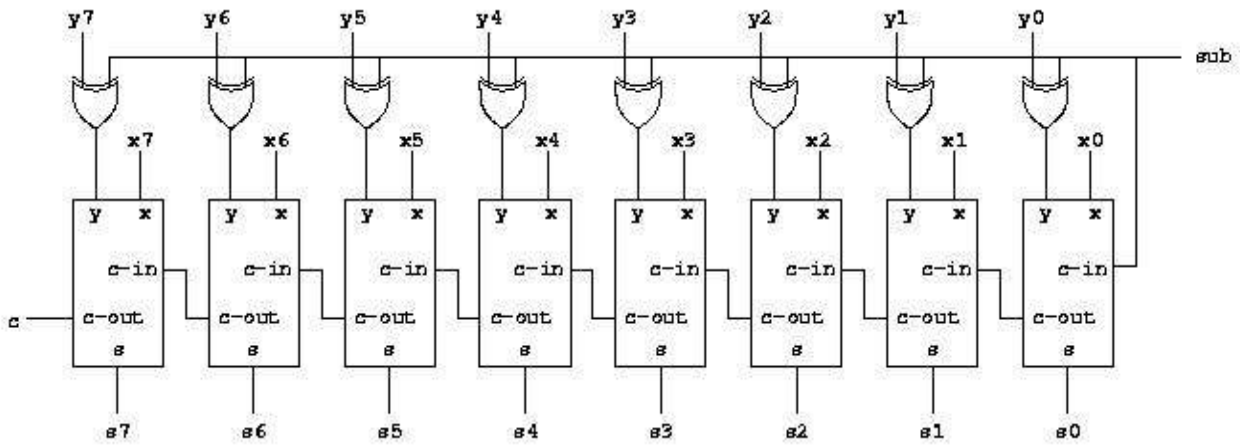 y7 y6 y5 y4 y3 y2 y1 y0
sub
x7 x6 x5 x4 x3 x2 x1 x0
y x y x y x y x y x y x y x y x
c-in c-in c-in c-in c-in c-in c-in c-in
c c-out c-out c-out c-out c-out c-out c-out c-out
s s s s s s s s
s7 s6 s5 s4 s3 s2 s1 s0